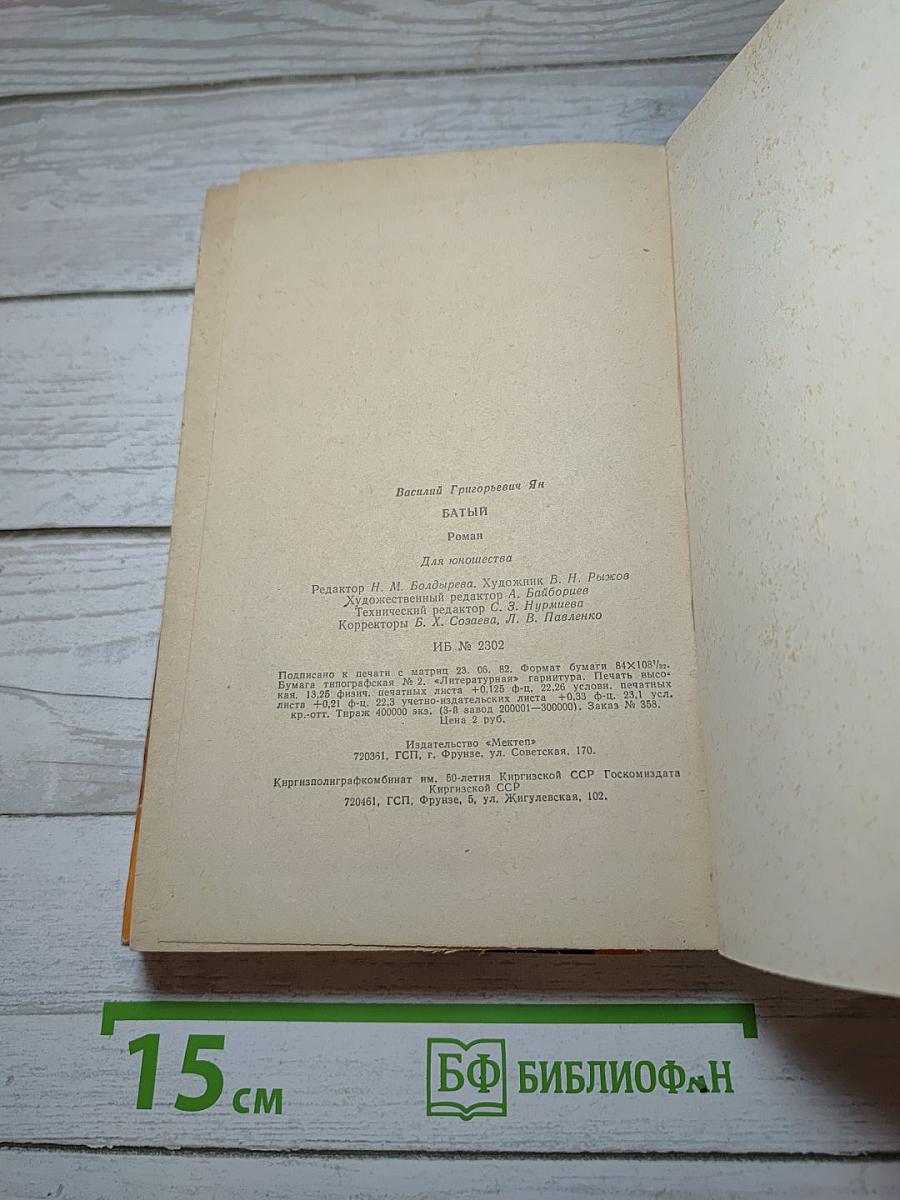 Василий Григорьевич Ян
БАТЫЙ
Роман
Для юношества
Редактор Н. М. Болдырева. Художник В. Н. Рыжов
Художественный редактор А. Байбориев
Технический редактор С. З. Нурмиева
Корректоры Б. Х. Созаева, Л. В. Павленко
ИБ № 2302
Подписано к печати с матриц 23. 06. 82. Формат бумаги 84×108¹/₃₂.
Бумага типографская № 2. «Литературная» гарнитура. Печать высо-
кая. 13,25 физич. печатных листа +0,125 ф-ц. 22,26 условн. печатных
листа +0,21 ф-ц. 22,3 учетно-издательских листа +0,33 ф-ц. 23,1 усл.
кр.-отт. Тираж 400000 экз. (3-й завод 200001—300000). Заказ № 358.
Цена 2 руб.
Издательство «Мектеп»
720361, ГСП, г. Фрунзе, ул. Советская, 170.
Киргизполиграфкомбинат им. 50-летия Киргизской ССР Госкомиздата
Киргизской ССР
720461, ГСП, Фрунзе, 5, ул. Жигулевская, 102.
15 см
БФ БИБЛИОФАН